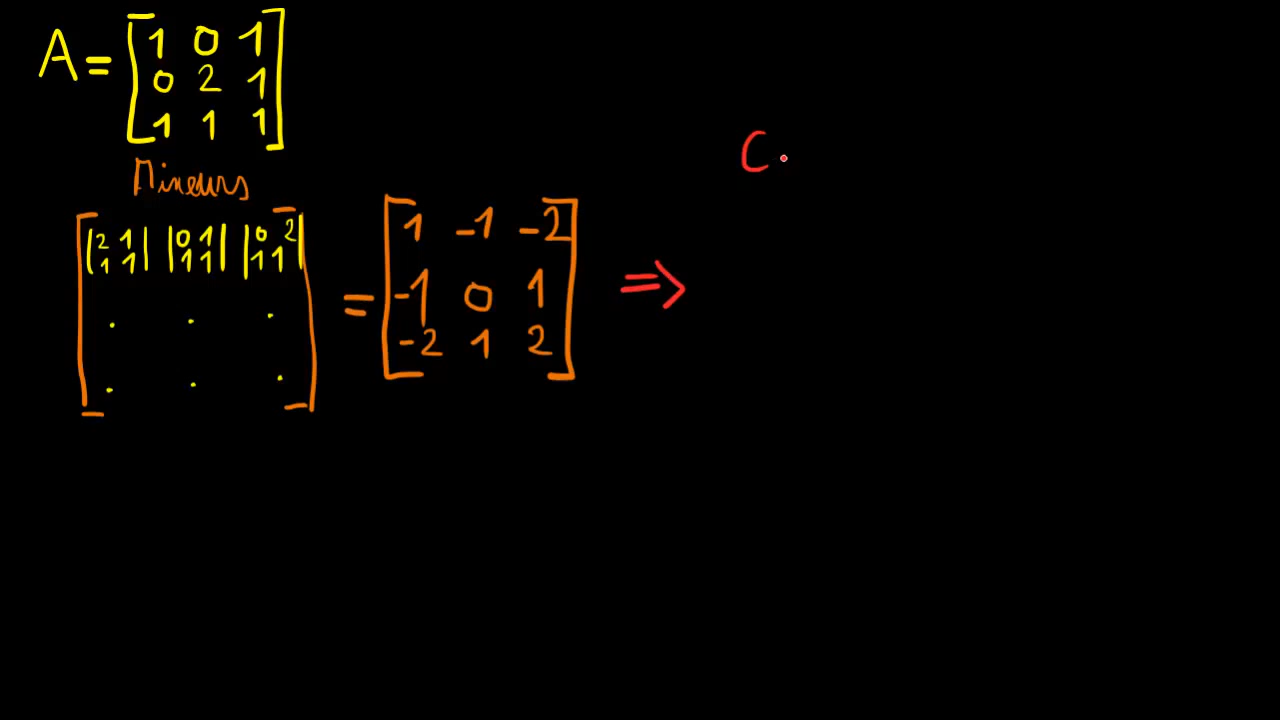 A = [1 0 1
0 2 1
1 1 1]
Mineurs
[|2 1| |0 1| |0 2|
|1 1| |1 1| |1 1|
. . .
. . .] = [1 -1 -2
-1 0 1
-2 1 2] ⇒
C